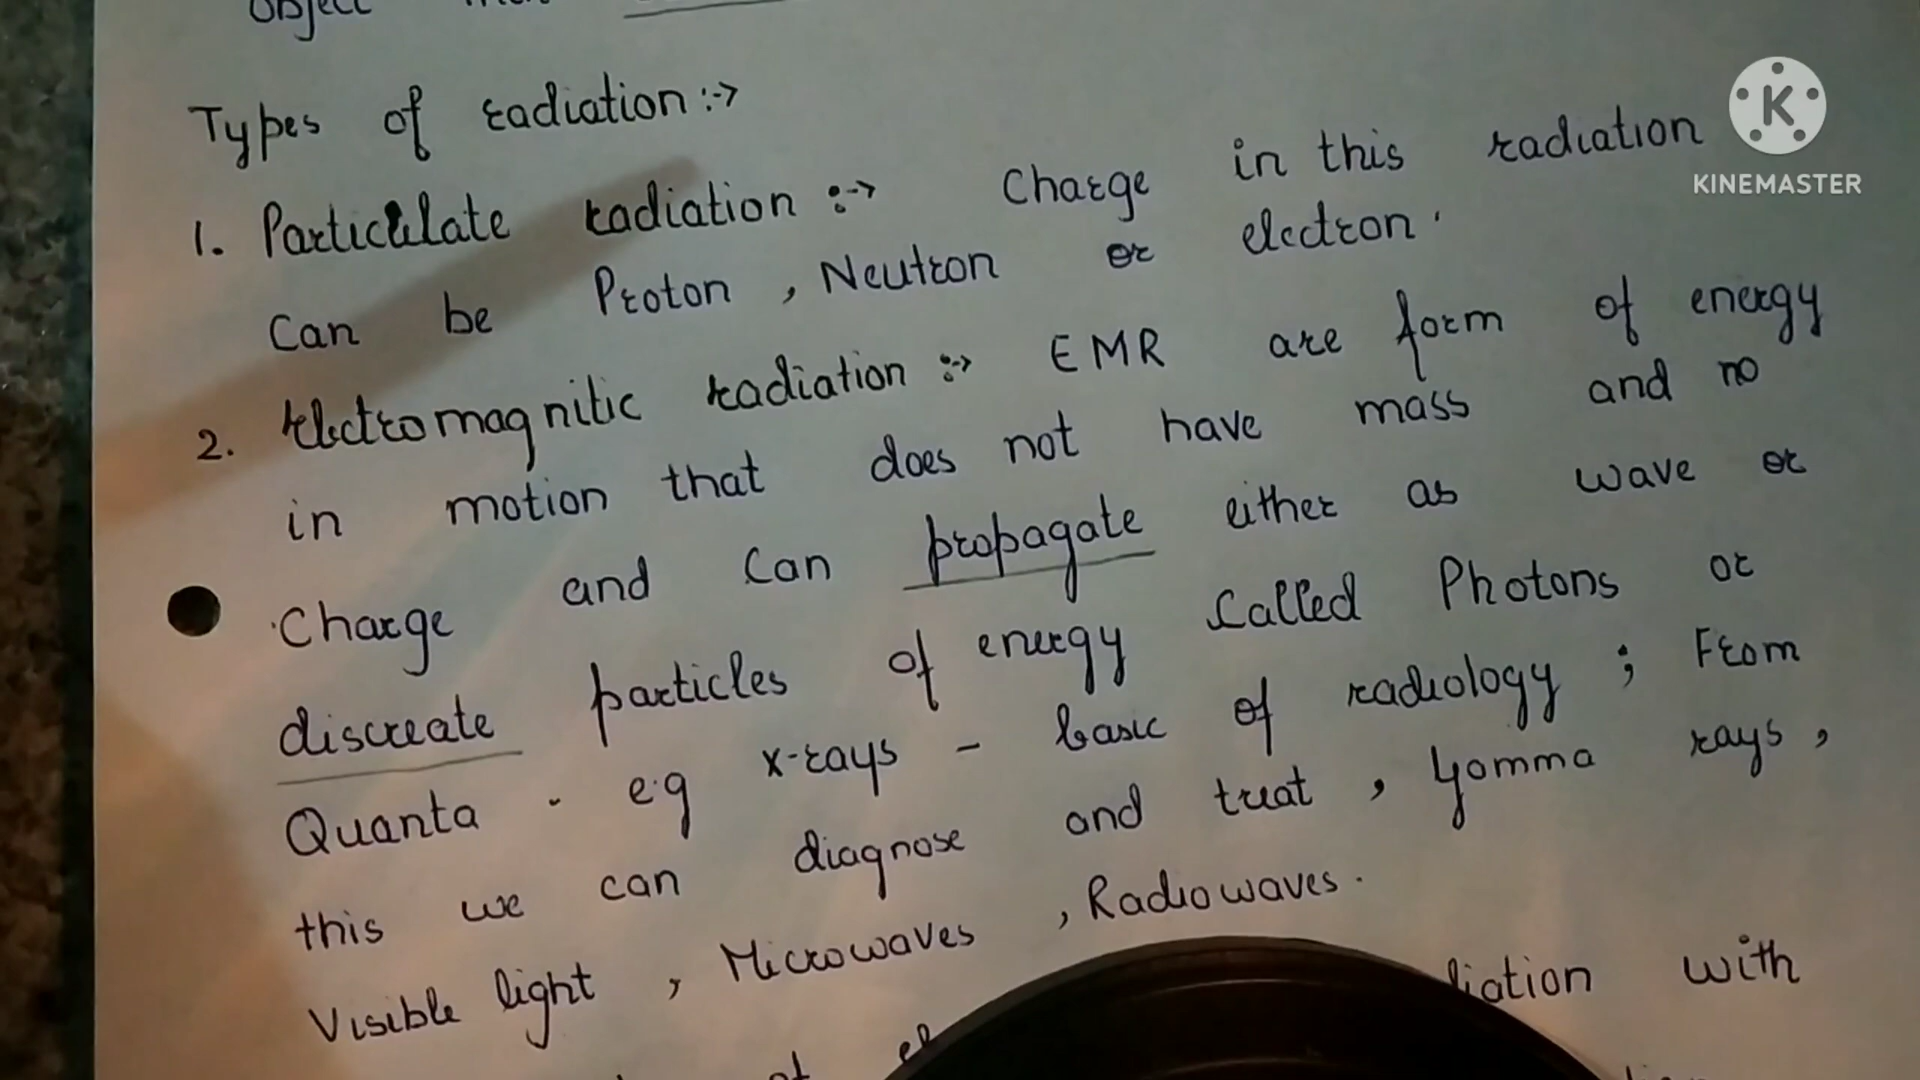 Object
Types of radiation :->
1. Particulate radiation :-> Charge in this radiation
Can be Proton, Neutron or electron.
2. Electromagnitic radiation :-> EMR are form of energy
in motion that does not have mass and no
Charge and can propagate either as wave or
discreate particles of energy called Photons or
Quanta. e.g x-rays - basic of radiology ; From
this we can diagnose and treat, Gomma rays,
Visible light, Microwaves, Radiowaves.
with
KINEMASTER